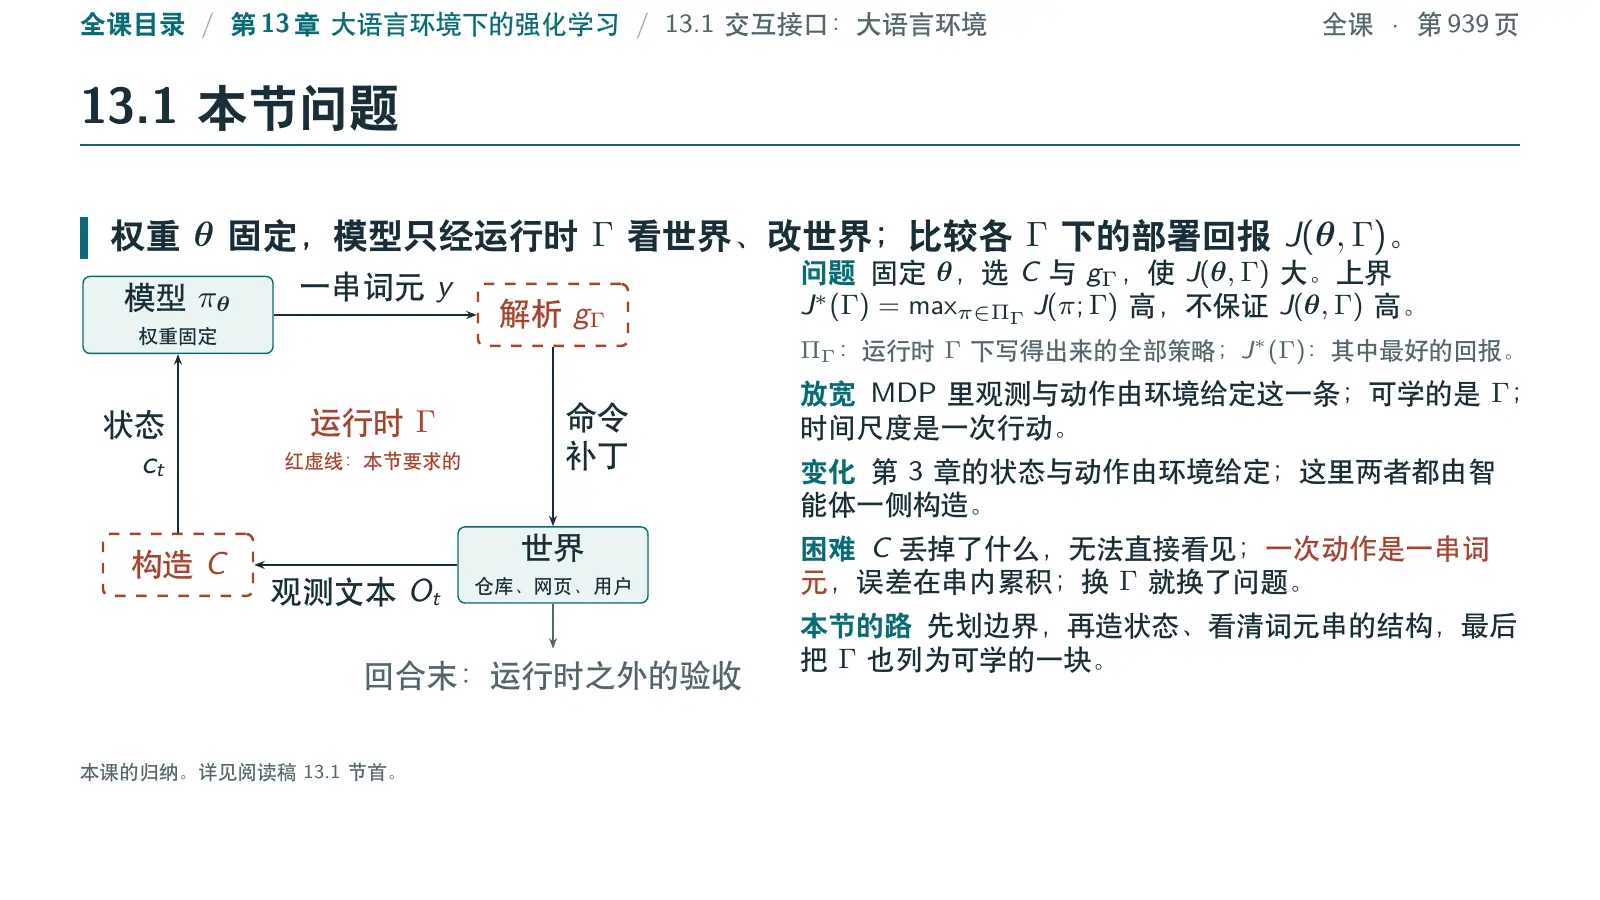 全课目录 / 第 13 章 大语言环境下的强化学习 / 13.1 交互接口：大语言环境
全课 · 第 939 页
13.1 本节问题
权重 θ 固定，模型只经运行时 Γ 看世界、改世界；比较各 Γ 下的部署回报 J(θ, Γ)。
模型 π_θ
权重固定
一串词元 y
解析 g_Γ
状态
c_t
运行时 Γ
红虚线：本节要求的
命令
补丁
构造 C
观测文本 O_t
世界
仓库、网页、用户
回合末：运行时之外的验收
问题 固定 θ，选 C 与 g_Γ，使 J(θ, Γ) 大。上界
J*(Γ) = max_{π∈Π_Γ} J(π; Γ) 高，不保证 J(θ, Γ) 高。
Π_Γ：运行时 Γ 下写得出来的全部策略；J*(Γ)：其中最好的回报。
放宽 MDP 里观测与动作由环境给定这一条；可学的是 Γ；
时间尺度是一次行动。
变化 第 3 章的状态与动作由环境给定；这里两者都由智
能体一侧构造。
困难 C 丢掉了什么，无法直接看见；一次动作是一串词
元，误差在串内累积；换 Γ 就换了问题。
本节的路 先划边界，再造状态、看清词元串的结构，最后
把 Γ 也列为可学的一块。
本课的归纳。详见阅读稿 13.1 节首。